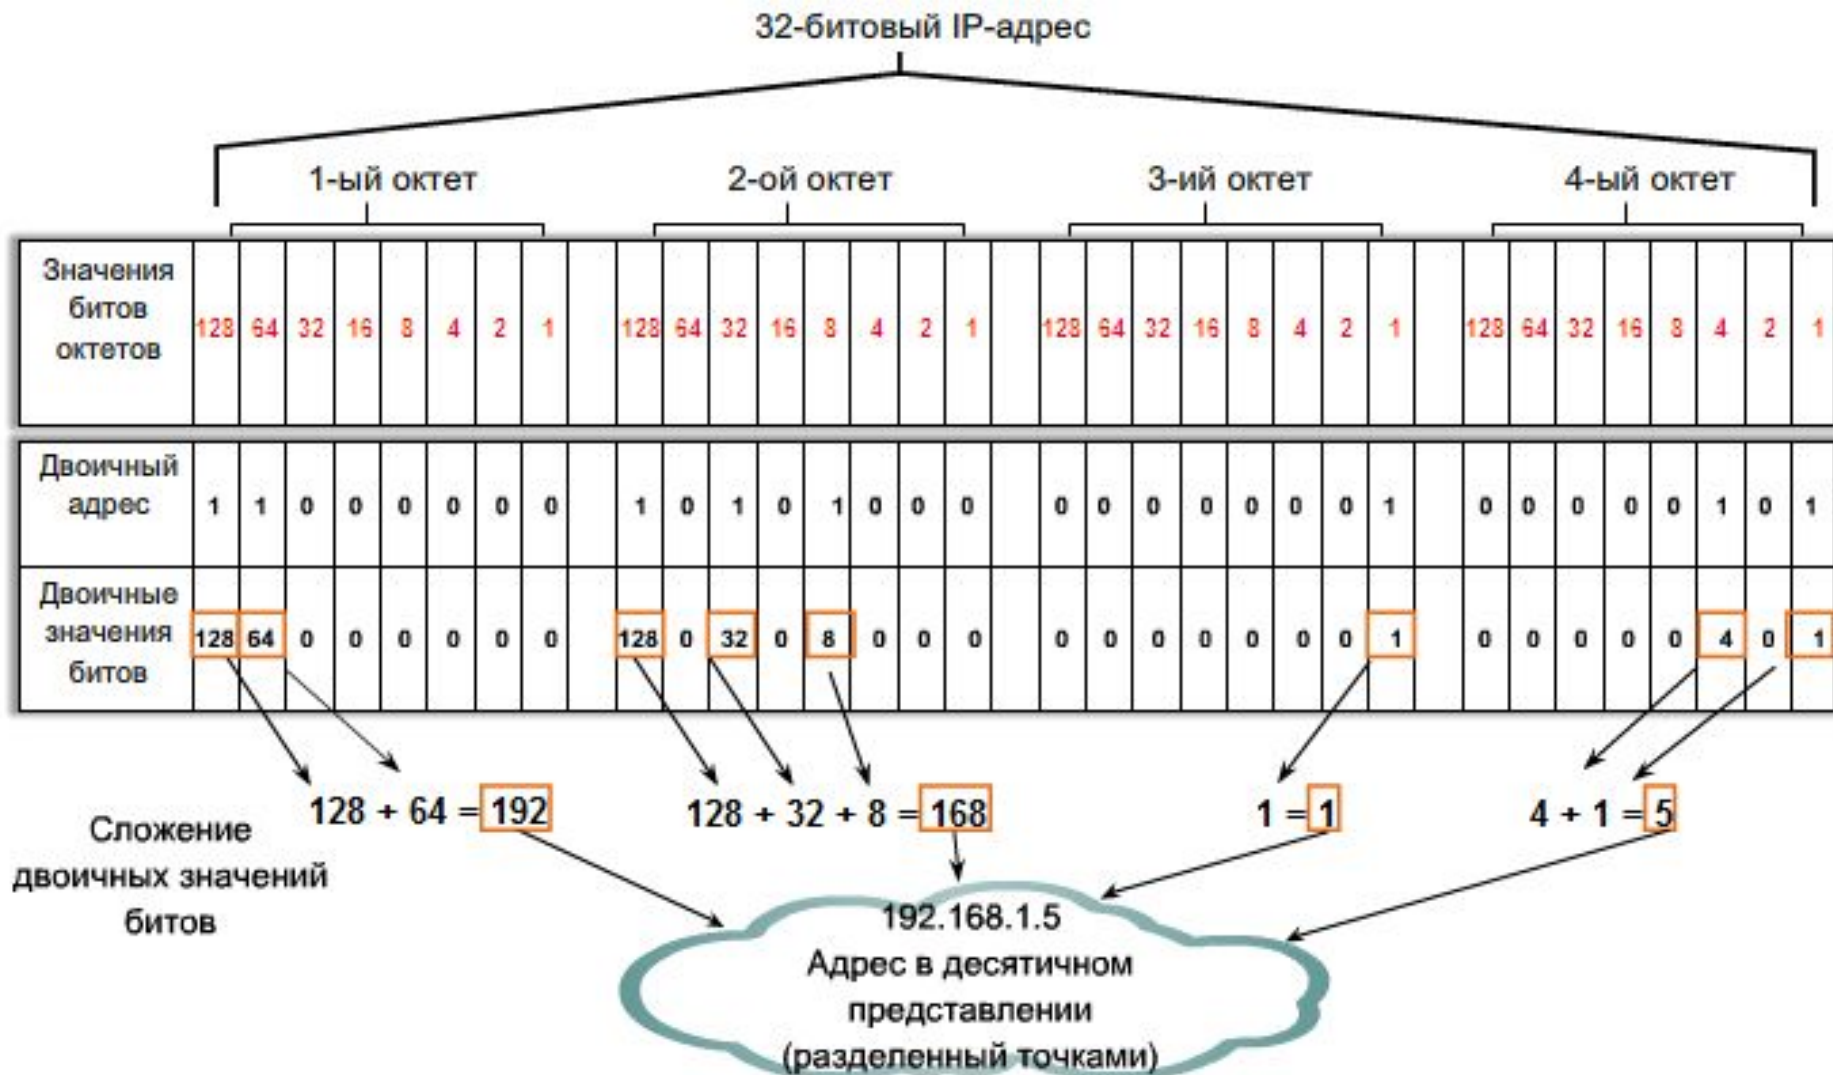 32-битовый IP-адрес
1-ый октет 2-ой октет 3-ий октет 4-ый октет
Значения
битов
октетов
128 64 32 16 8 4 2 1 128 64 32 16 8 4 2 1 128 64 32 16 8 4 2 1 128 64 32 16 8 4 2 1
Двоичный
адрес
1 1 0 0 0 0 0 0 1 0 1 0 1 0 0 0 0 0 0 0 0 0 0 1 0 0 0 0 0 1 0 1
Двоичные
значения
битов
128 64 0 0 0 0 0 0 128 0 32 0 8 0 0 0 0 0 0 0 0 0 0 1 0 0 0 0 0 4 0 1
128 + 64 = 192 128 + 32 + 8 = 168 1 = 1 4 + 1 = 5
Сложение
двоичных значений
битов
192.168.1.5
Адрес в десятичном
представлении
(разделенный точками)